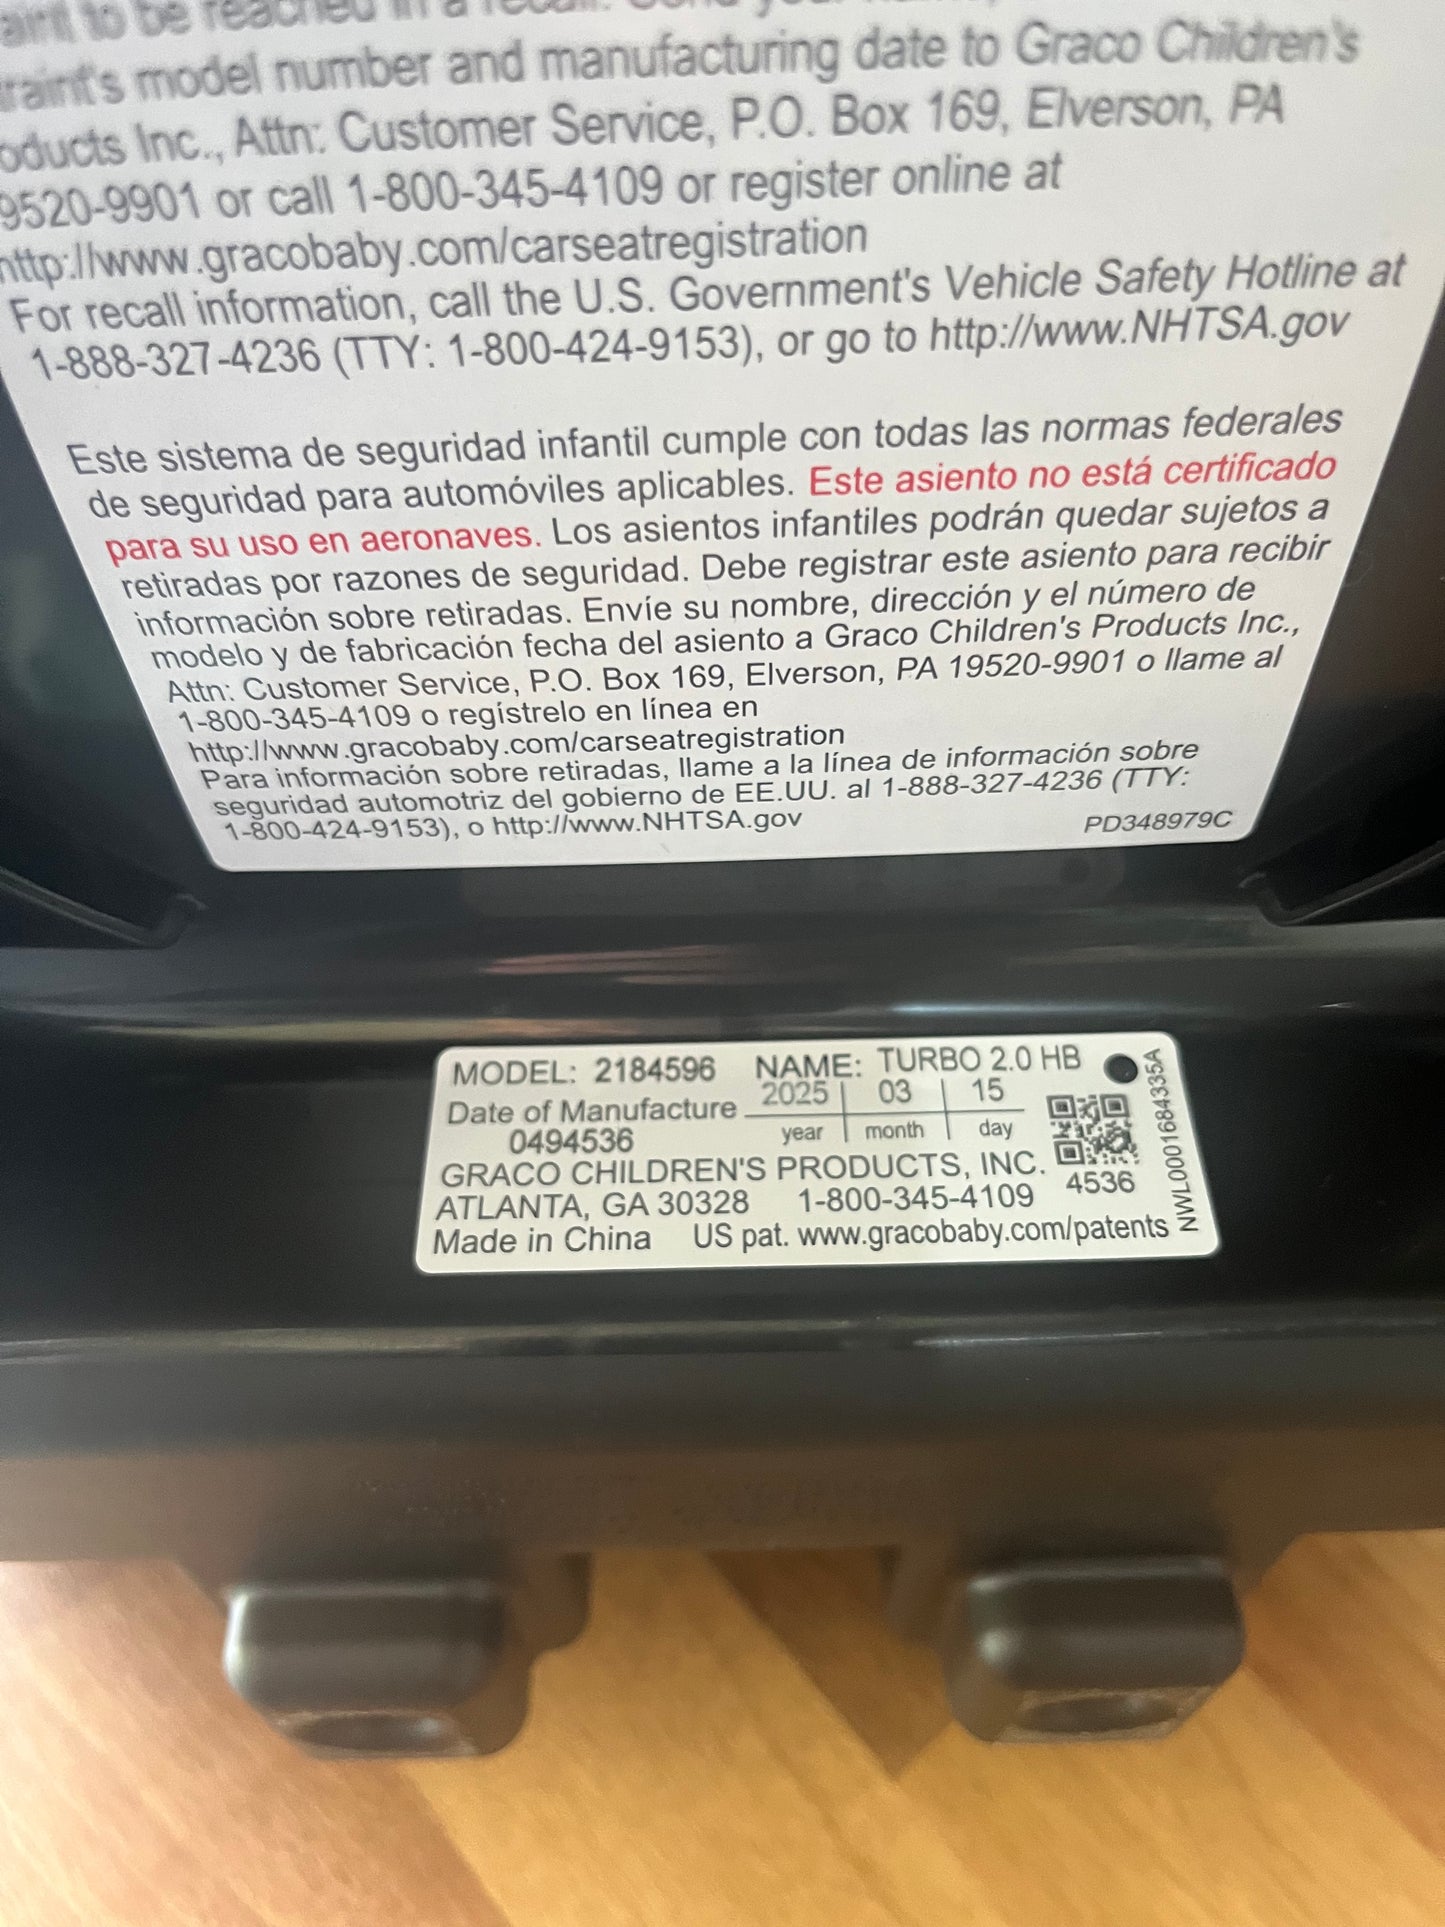 to be reached in a recall. Send your
model number and manufacturing date to Graco Children's
Inc., Attn: Customer Service, P.O. Box 169, Elverson, PA
9520-9901 or call 1-800-345-4109 or register online at
http://www.gracobaby.com/carseatregistration
For recall information, call the U.S. Government's Vehicle Safety Hotline at
1-888-327-4236 (TTY: 1-800-424-9153), or go to http://www.NHTSA.gov
Este sistema de seguridad infantil cumple con todas las normas federales
de seguridad para automóviles aplicables. Este asiento no está certificado
para su uso en aeronaves. Los asientos infantiles podrán quedar sujetos a
retiradas por razones de seguridad. Debe registrar este asiento para recibir
información sobre retiradas. Envíe su nombre, dirección y el número de
modelo y de fabricación fecha del asiento a Graco Children's Products Inc.,
Attn: Customer Service, P.O. Box 169, Elverson, PA 19520-9901 o llame al
1-800-345-4109 o regístrelo en línea en
http://www.gracobaby.com/carseatregistration
Para información sobre retiradas, llame a la línea de información sobre
seguridad automotriz del gobierno de EE.UU. al 1-888-327-4236 (TTY:
1-800-424-9153), o http://www.NHTSA.gov
PD348979C
MODEL: 2184596 NAME: TURBO 2.0 HB
Date of Manufacture 2025 03 15
0494536 year month day
GRACO CHILDREN'S PRODUCTS, INC.
ATLANTA, GA 30328 1-800-345-4109 4536
Made in China US pat. www.gracobaby.com/patents
NWL0001684335A